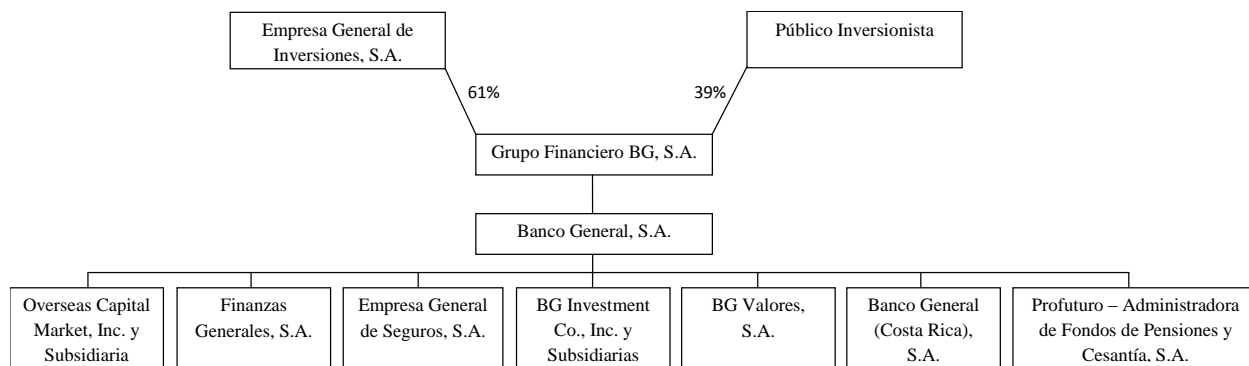 Empresa General de
Inversiones, S.A.
Público Inversionista
61%
39%
Grupo Financiero BG, S.A.
Banco General, S.A.
Overseas Capital
Market, Inc. y
Subsidiaria
Finanzas
Generales, S.A.
Empresa General
de Seguros, S.A.
BG Investment
Co., Inc. y
Subsidiarias
BG Valores,
S.A.
Banco General
(Costa Rica),
S.A.
Profuturo – Administradora
de Fondos de Pensiones y
Cesantía, S.A.